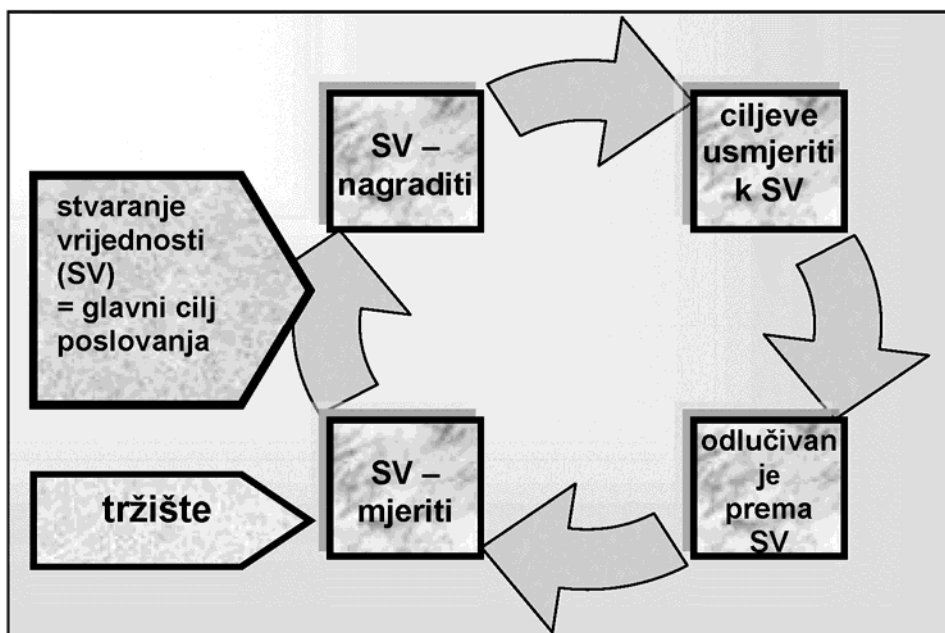 SV –
nagraditi
ciljeve
usmjeriti
k SV
stvaranje
vrijednosti
(SV)
= glavni cilj
poslovanja
tržište
SV –
mjeriti
odlučivan
je
prema
SV